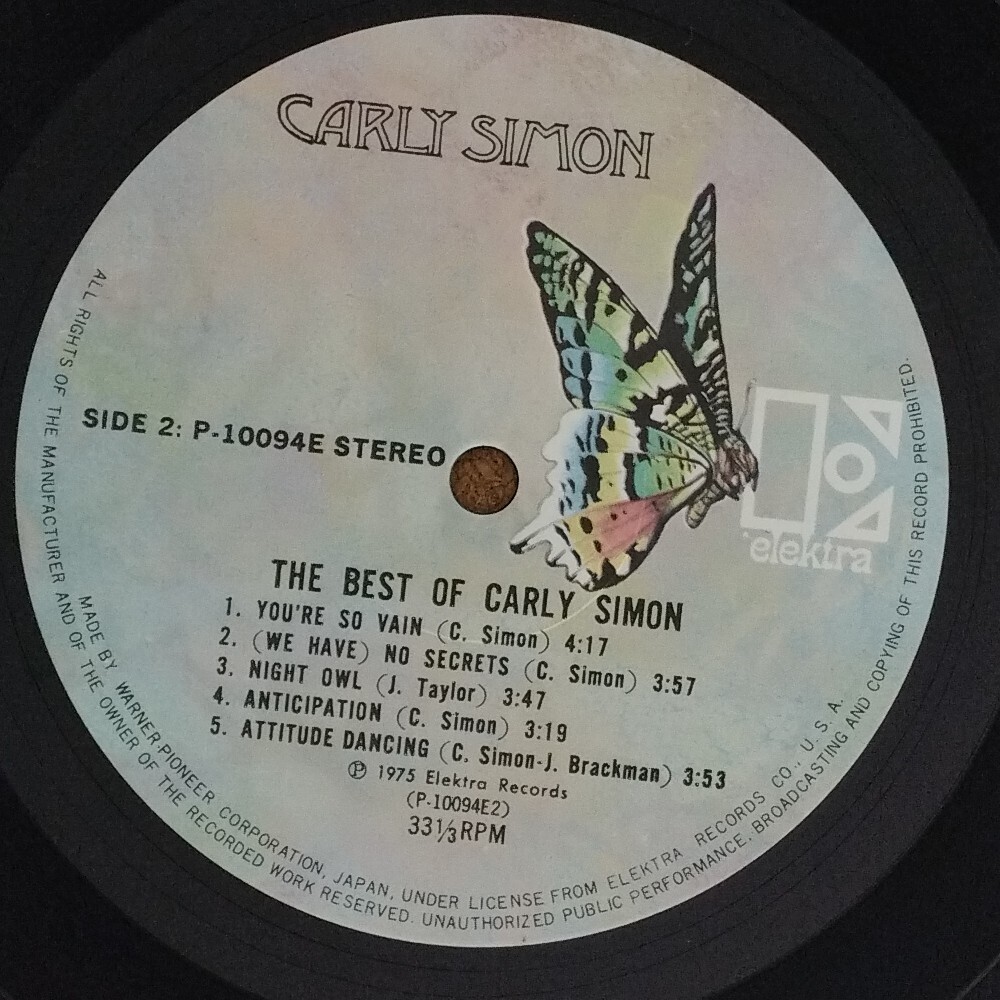 CARLY SIMON
SIDE 2: P-10094E STEREO
elektra
THE BEST OF CARLY SIMON
1. YOU'RE SO VAIN (C. Simon) 4:17
2. (WE HAVE) NO SECRETS (C. Simon) 3:57
3. NIGHT OWL (J. Taylor) 3:47
4. ANTICIPATION (C. Simon) 3:19
5. ATTITUDE DANCING (C. Simon-J. Brackman) 3:53
Ⓟ 1975 Elektra Records
(P-10094E2)
33⅓RPM
MADE BY WARNER-PIONEER CORPORATION, JAPAN, UNDER LICENSE FROM ELEKTRA RECORDS CO., U. S. A.
ALL RIGHTS OF THE MANUFACTURER AND OF THE OWNER OF THE RECORDED WORK RESERVED. UNAUTHORIZED PUBLIC PERFORMANCE. BROADCASTING AND COPYING OF THIS RECORD PROHIBITED.